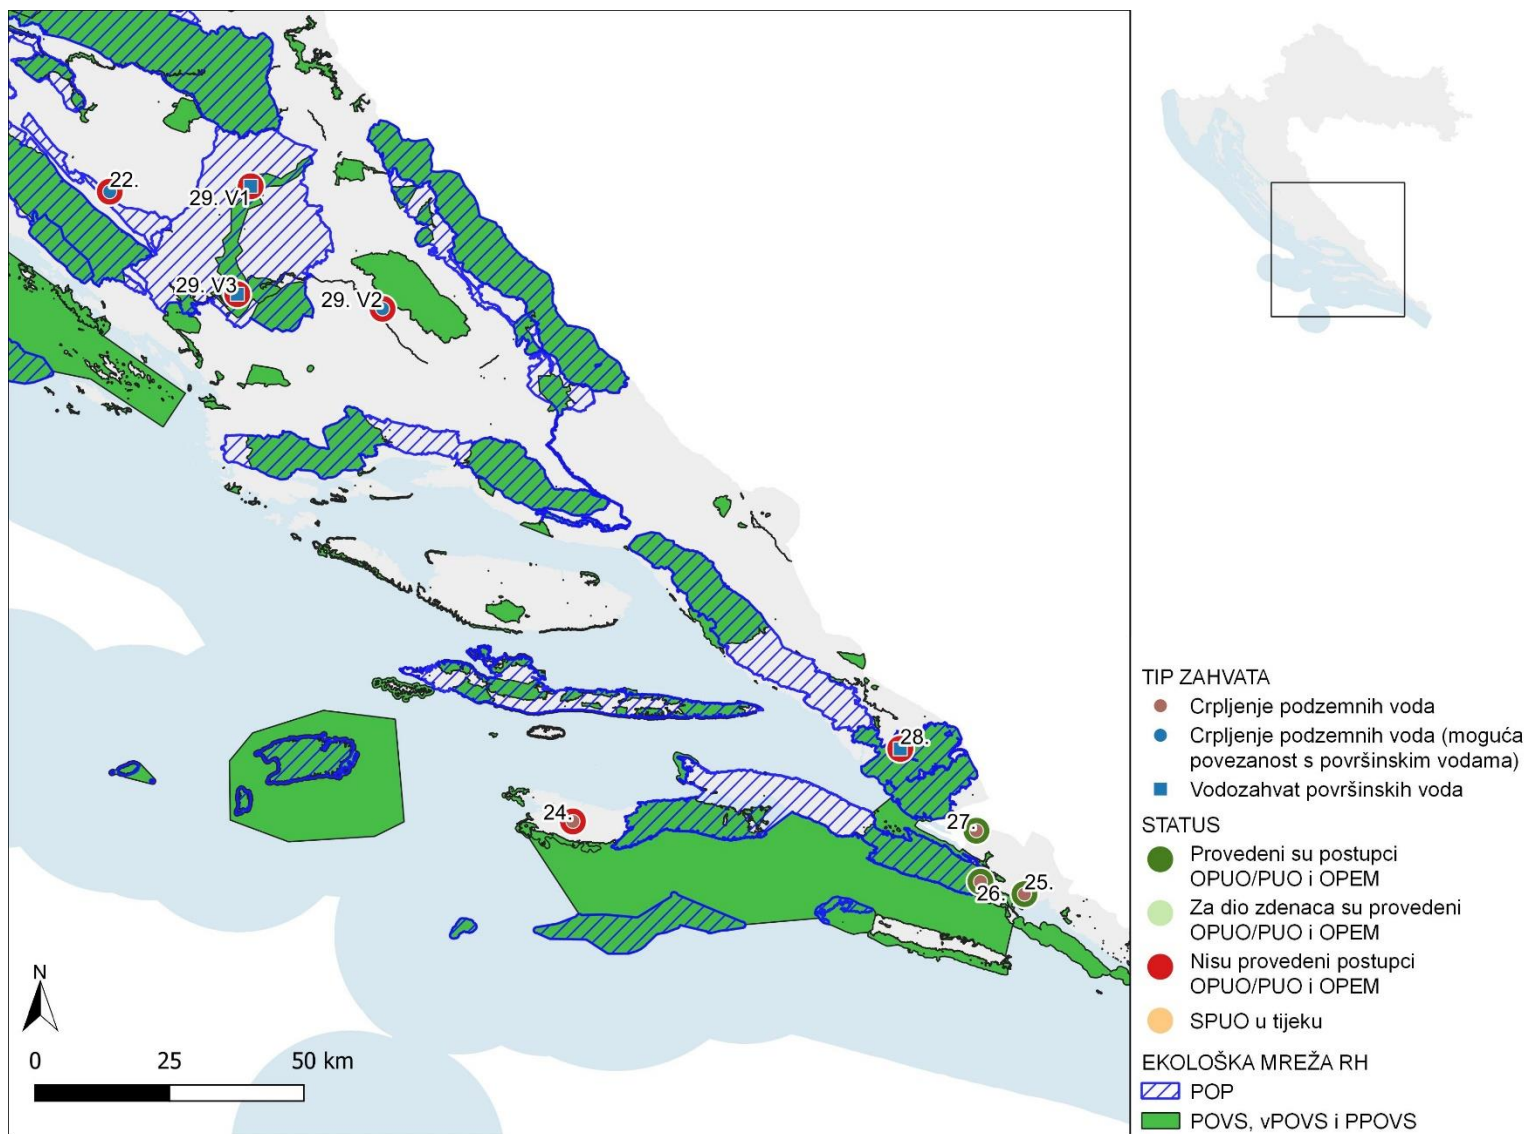 22.
29. V1
29. V3
29. V2
28.
24.
27.
26.
25.
N
0 25 50 km
TIP ZAHVATA
Crpljenje podzemnih voda
Crpljenje podzemnih voda (moguća
povezanost s površinskim vodama)
Vodozahvat površinskih voda
STATUS
Provedeni su postupci
OPUO/PUO i OPEM
Za dio zdenaca su provedeni
OPUO/PUO i OPEM
Nisu provedeni postupci
OPUO/PUO i OPEM
SPUO u tijeku
EKOLOŠKA MREŽA RH
POP
POVS, vPOVS i PPOVS